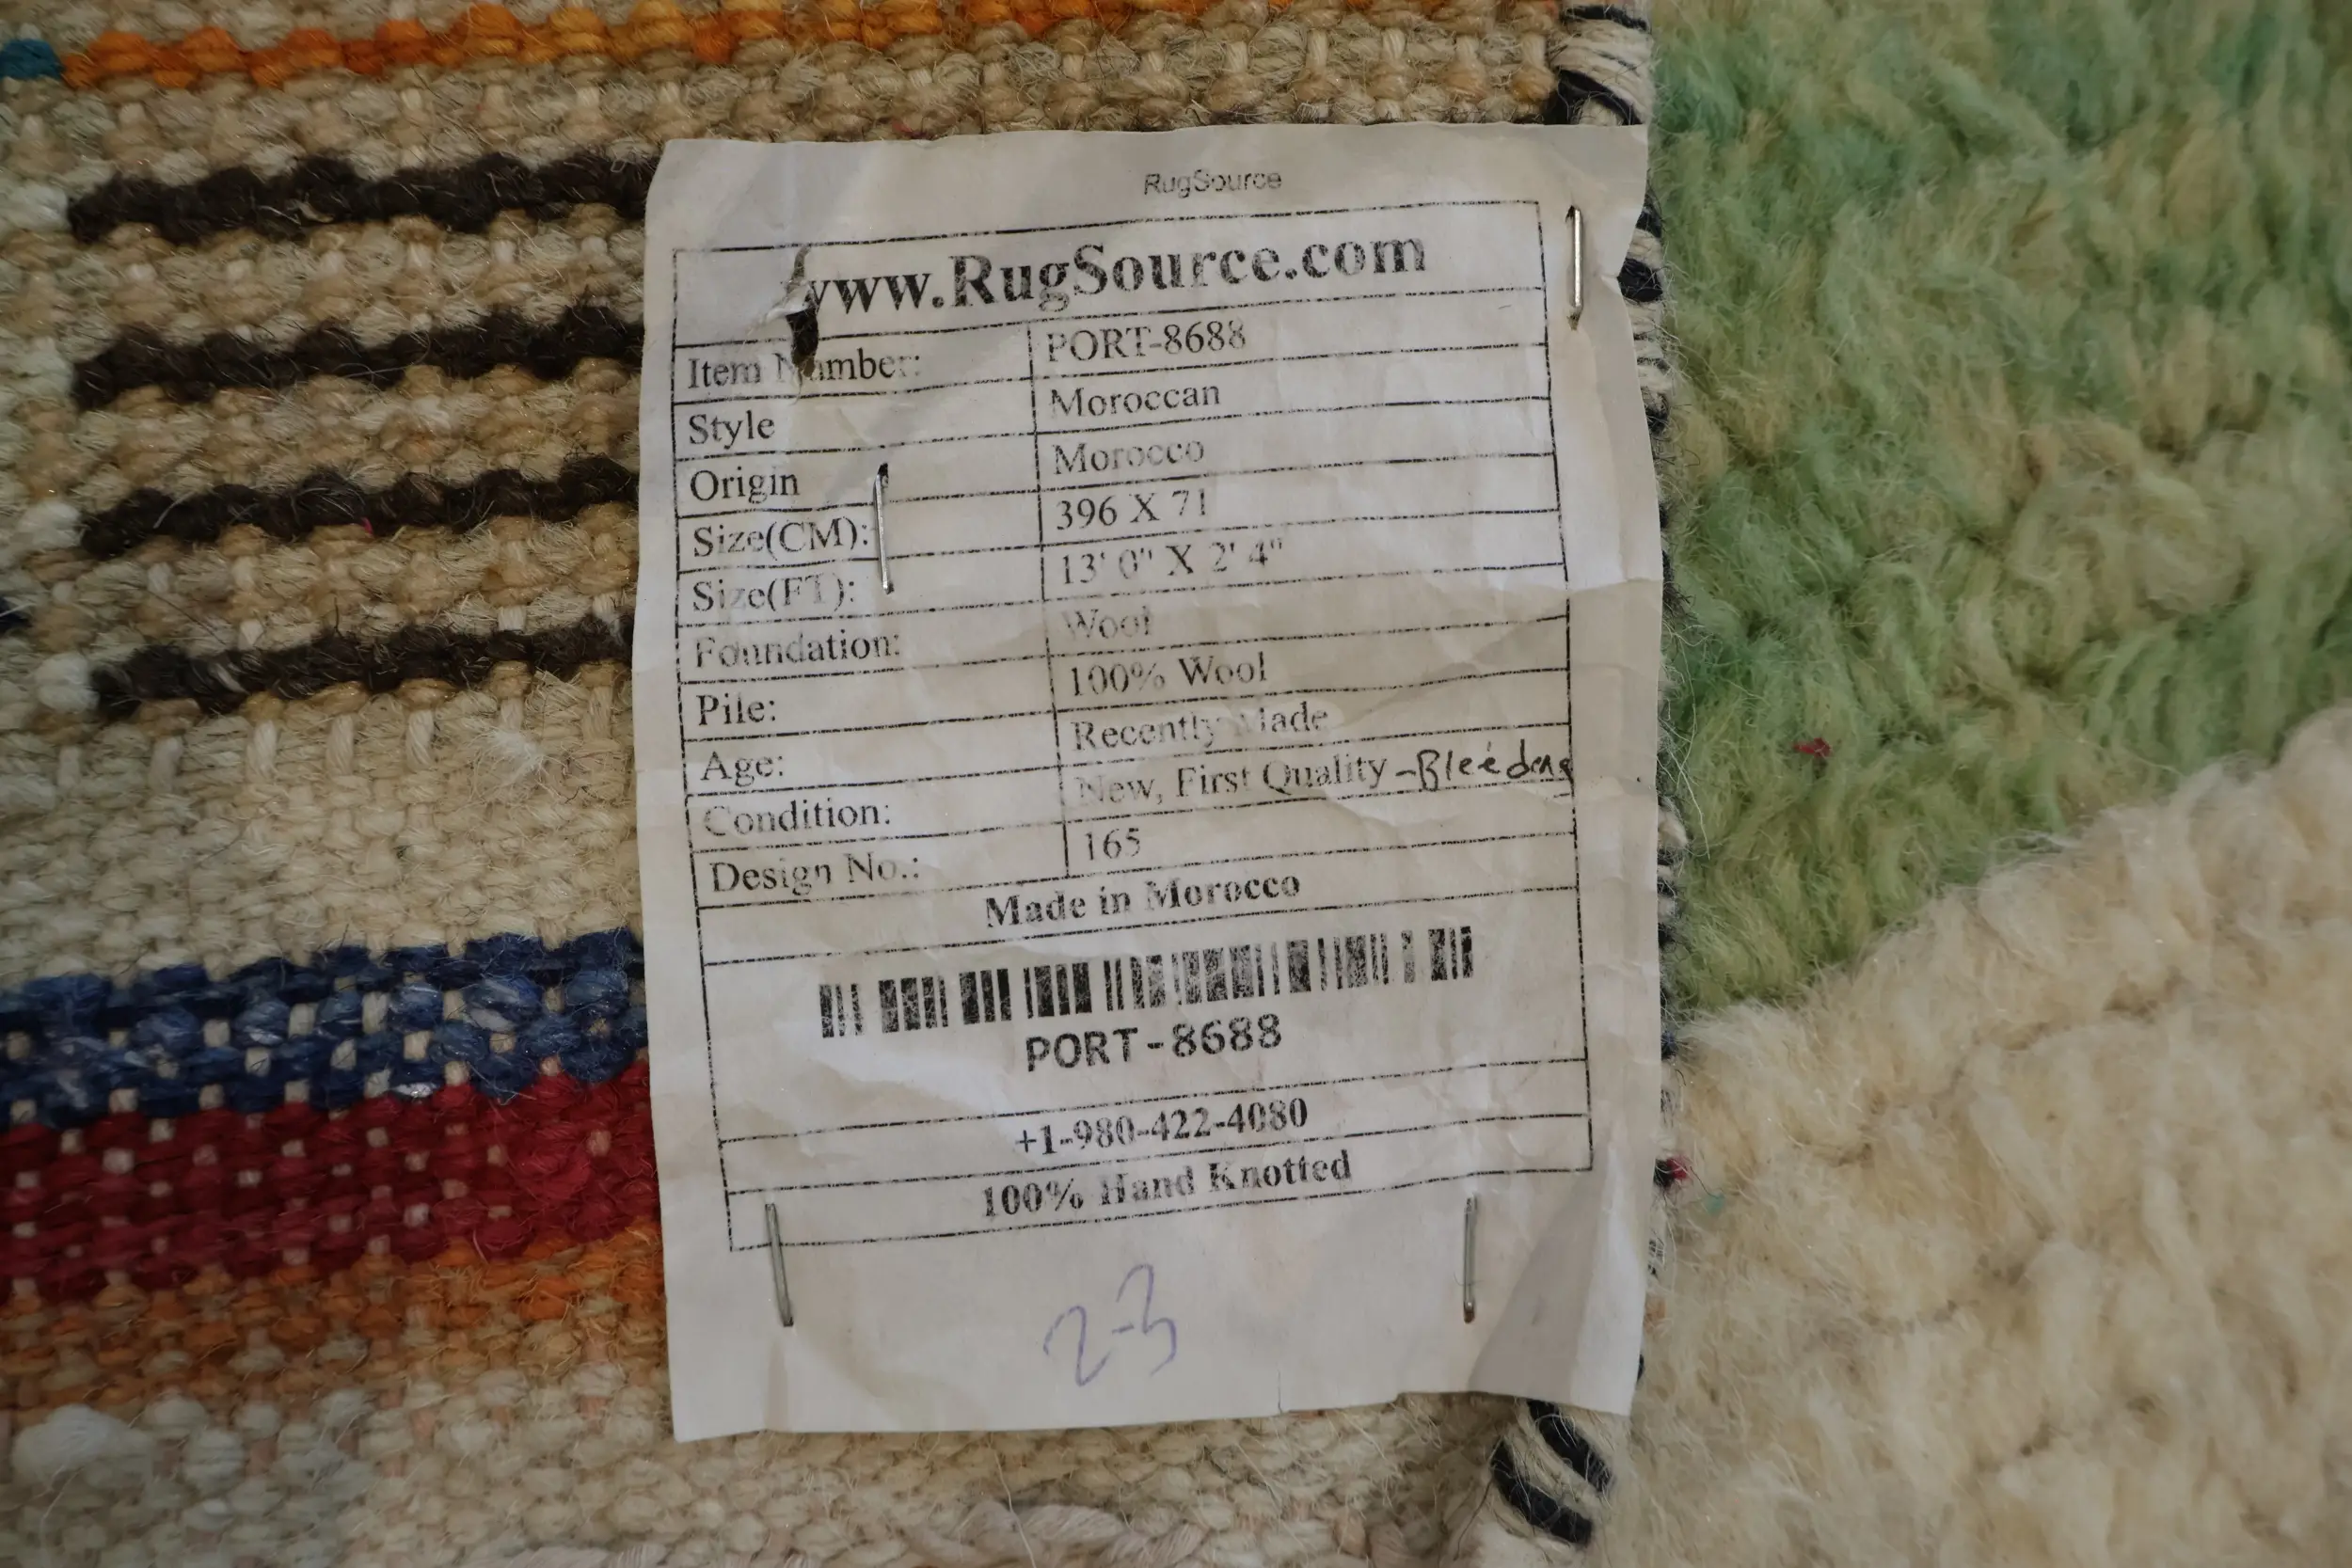 RugSource
www.RugSource.com
Item Number: PORT-8688
Style Moroccan
Origin Morocco
Size(CM): 396 X 71
Size(FT): 13' 0" X 2' 4"
Foundation: Wool
Pile: 100% Wool
Age: Recently Made
Condition: New, First Quality -Bleeding
Design No.: 165
Made in Morocco
PORT-8688
+1-980-422-4080
100% Hand Knotted
2-3